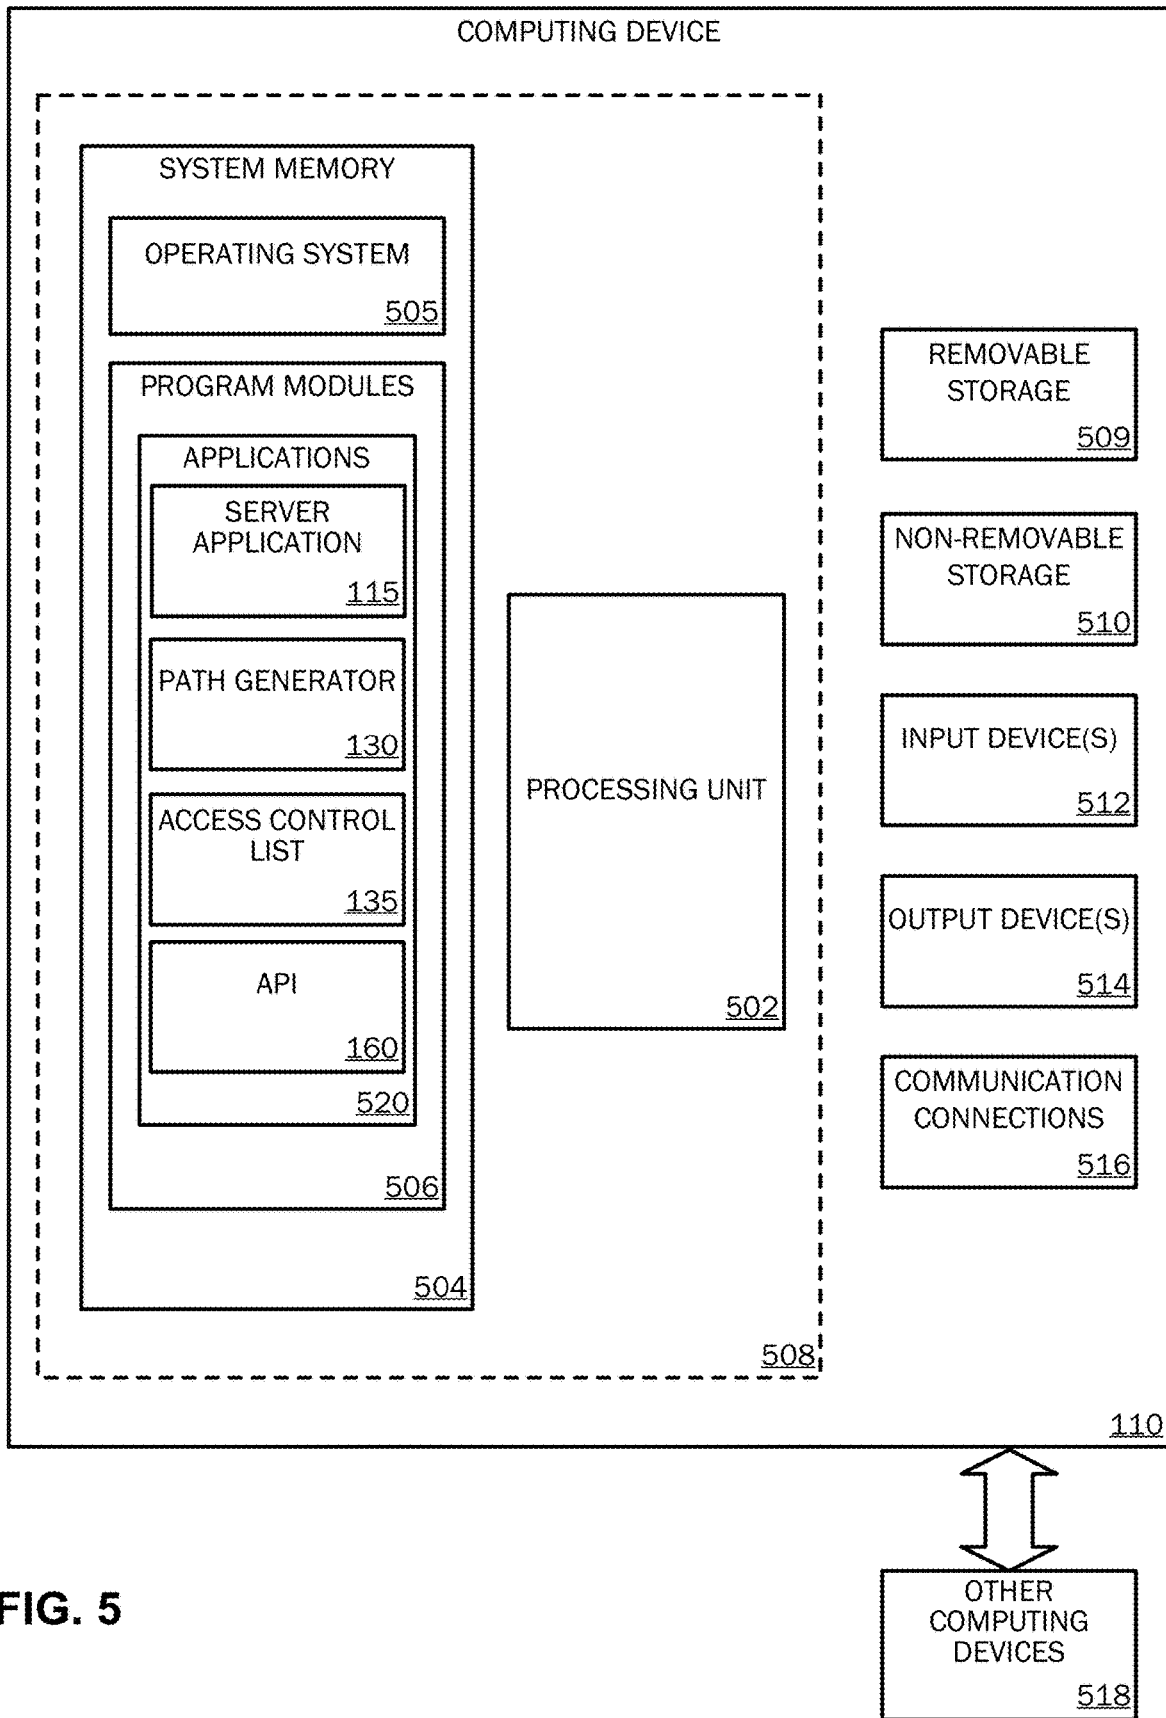 COMPUTING DEVICE
SYSTEM MEMORY
OPERATING SYSTEM
505
PROGRAM MODULES
APPLICATIONS
SERVER
APPLICATION
115
PATH GENERATOR
130
ACCESS CONTROL
LIST
135
API
160
520
506
504
PROCESSING UNIT
502
508
REMOVABLE
STORAGE
509
NON-REMOVABLE
STORAGE
510
INPUT DEVICE(S)
512
OUTPUT DEVICE(S)
514
COMMUNICATION
CONNECTIONS
516
110
OTHER
COMPUTING
DEVICES
518
FIG. 5